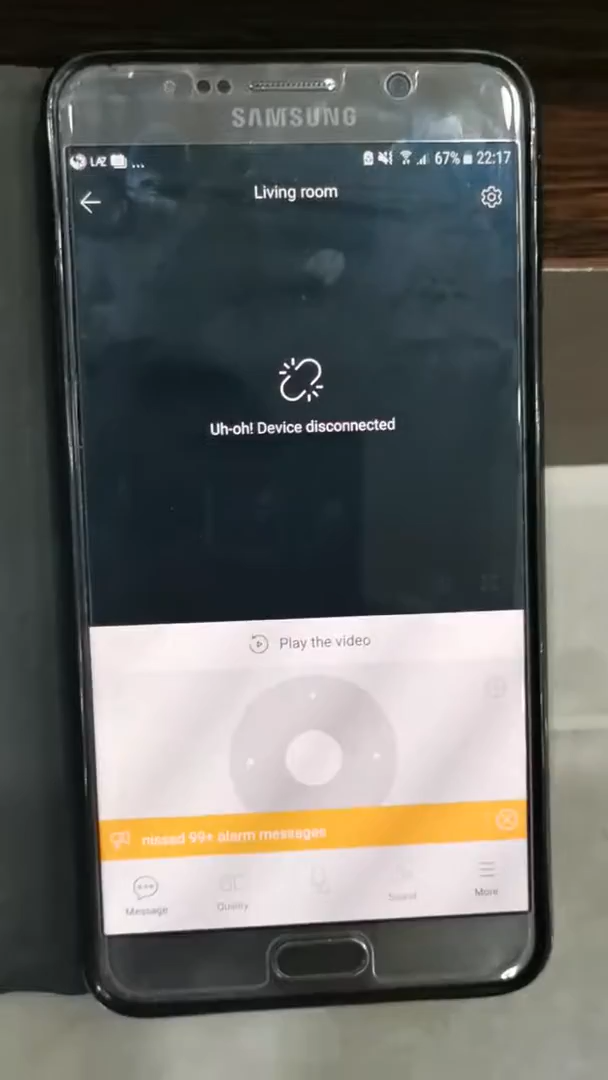 SAMSUNG
LAZ ... 67% 22:17
Living room
Uh-oh! Device disconnected
Play the video
missed 99+ alarm messages
Message Quality Sound More